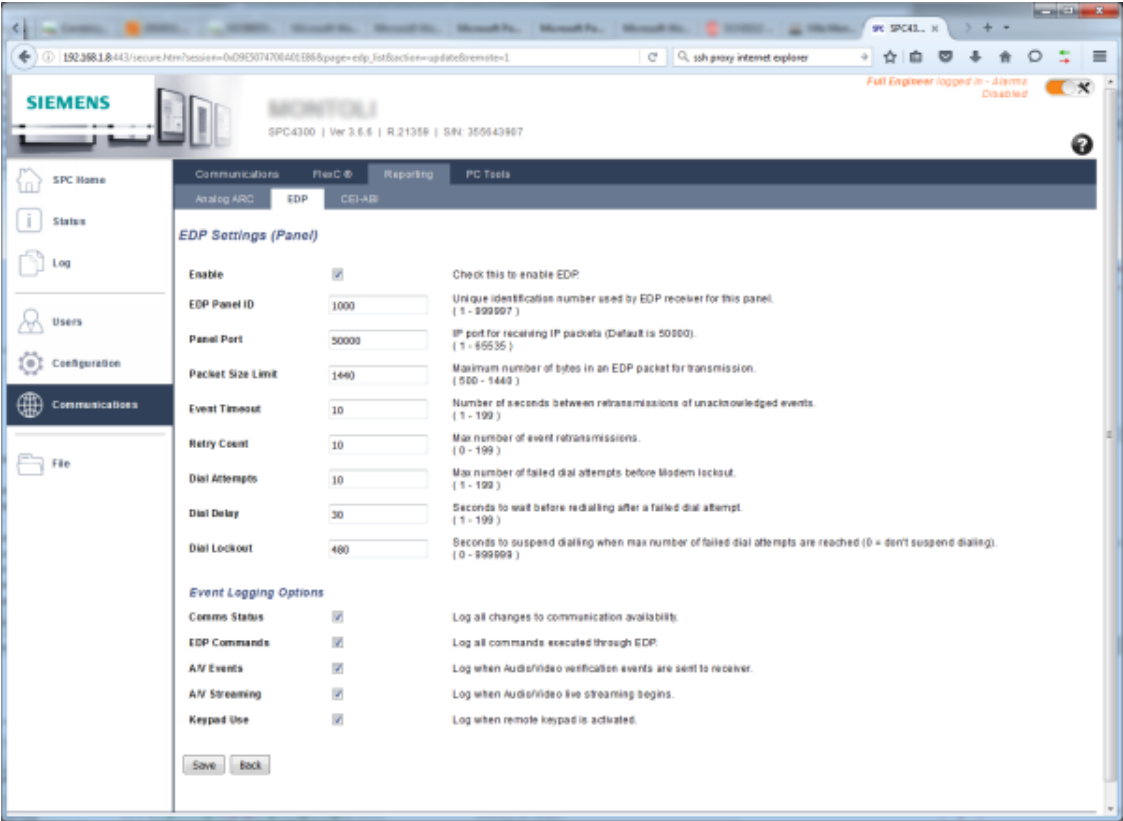 SPC43...
192.168.1.8:443/secure.htm?session=0x09E5074708A01E86&page=edp_list&action=update&remote=1
ssh proxy internet explorer
Full Engineer logged in - Alarms
Disabled
SIEMENS
MONTOLI
SPC4300 | Ver 3.6.6 | R.21359 | S/N: 355643907
SPC Home
Status
Log
Users
Configuration
Communications
File
Communications FlexC ® Reporting PC Tools
Analog ARC EDP CEI-ABI
EDP Settings (Panel)
Enable Check this to enable EDP.
EDP Panel ID 1000 Unique identification number used by EDP receiver for this panel.
( 1 - 999997 )
Panel Port 50000 IP port for receiving IP packets (Default is 50000).
( 1 - 65535 )
Packet Size Limit 1440 Maximum number of bytes in an EDP packet for transmission.
( 500 - 1440 )
Event Timeout 10 Number of seconds between retransmissions of unacknowledged events.
( 1 - 199 )
Retry Count 10 Max number of event retransmissions.
( 0 - 199 )
Dial Attempts 10 Max number of failed dial attempts before Modem lockout.
( 1 - 199 )
Dial Delay 30 Seconds to wait before redialling after a failed dial attempt.
( 1 - 199 )
Dial Lockout 480 Seconds to suspend dialling when max number of failed dial attempts are reached (0 = don't suspend dialing).
( 0 - 999999 )
Event Logging Options
Comms Status Log all changes to communication availability.
EDP Commands Log all commands executed through EDP.
A/V Events Log when Audio/Video verification events are sent to receiver.
A/V Streaming Log when Audio/Video live streaming begins.
Keypad Use Log when remote keypad is activated.
Save Back